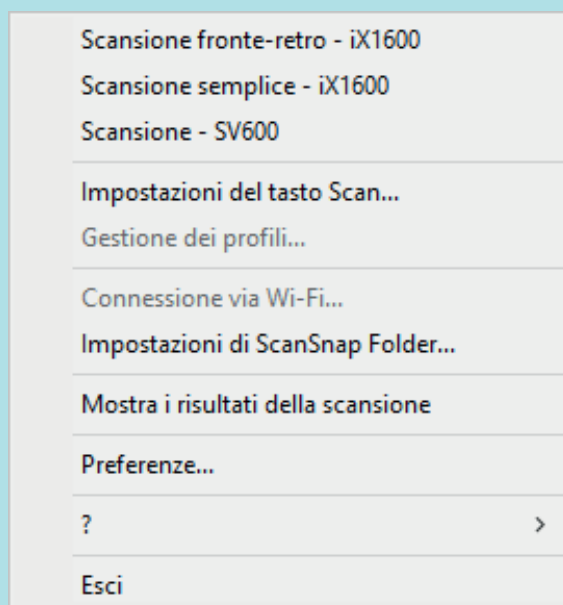 Scansione fronte-retro - iX1600
Scansione semplice - iX1600
Scansione - SV600
Impostazioni del tasto Scan...
Gestione dei profili...
Connessione via Wi-Fi...
Impostazioni di ScanSnap Folder...
Mostra i risultati della scansione
Preferenze...
?
Esci